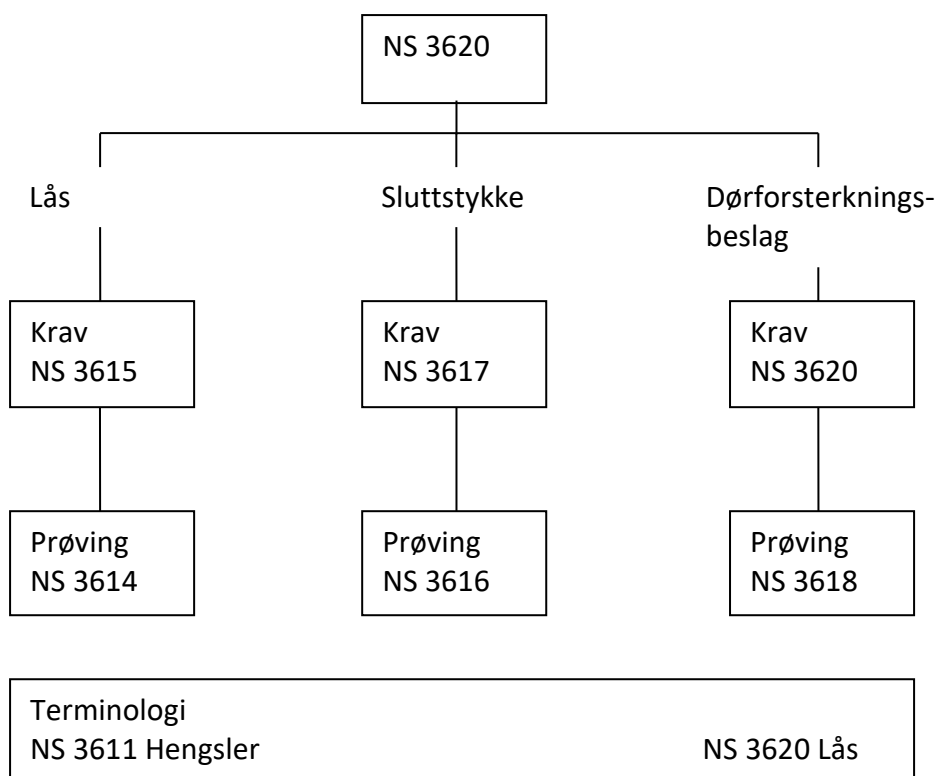 NS 3620
Lås
Sluttstykke
Dørforsterknings-
beslag
Krav
NS 3615
Krav
NS 3617
Krav
NS 3620
Prøving
NS 3614
Prøving
NS 3616
Prøving
NS 3618
Terminologi
NS 3611 Hengsler NS 3620 Lås